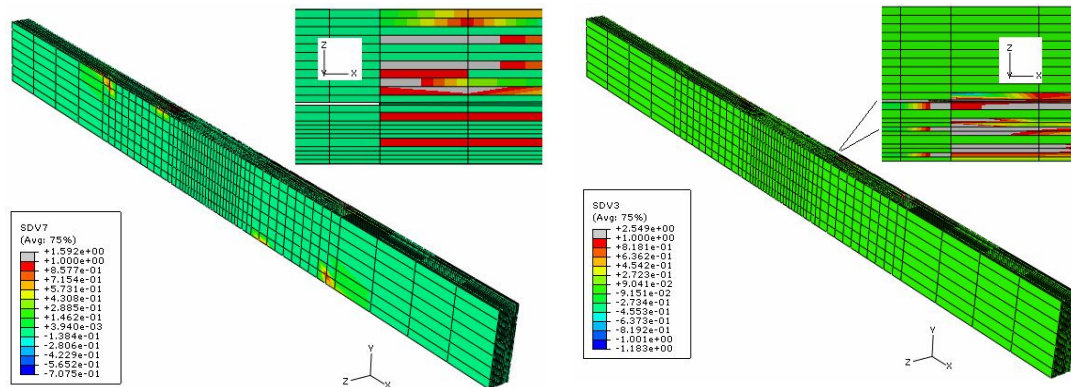 Z
Y X
SDV7
(Avg: 75%)
+1.592e+00
+1.000e+00
+8.577e-01
+7.154e-01
+5.731e-01
+4.308e-01
+2.885e-01
+1.462e-01
+3.940e-03
-1.384e-01
-2.806e-01
-4.229e-01
-5.652e-01
-7.075e-01
Y
Z X
Z
Y X
SDV3
(Avg: 75%)
+2.549e+00
+1.000e+00
+8.181e-01
+6.362e-01
+4.542e-01
+2.723e-01
+9.041e-02
-9.151e-02
-2.734e-01
-4.553e-01
-6.373e-01
-8.192e-01
-1.001e+00
-1.183e+00
Y
Z X